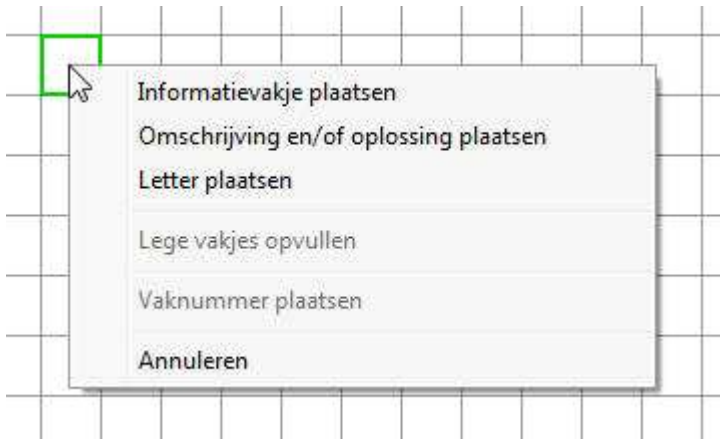 Informatievakje plaatsen
Omschrijving en/of oplossing plaatsen
Letter plaatsen
Lege vakjes opvullen
Vaknummer plaatsen
Annuleren